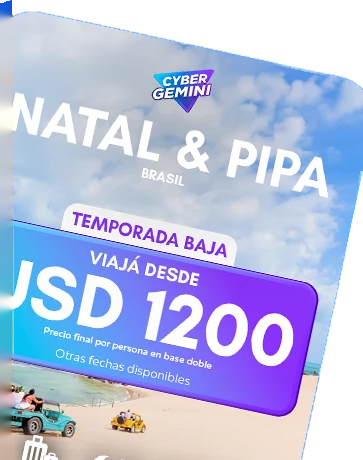 CYBER
GEMINI
NATAL & PIPA
BRASIL
TEMPORADA BAJA
VIAJÁ DESDE
USD 1200
Precio final por persona en base doble
Otras fechas disponibles